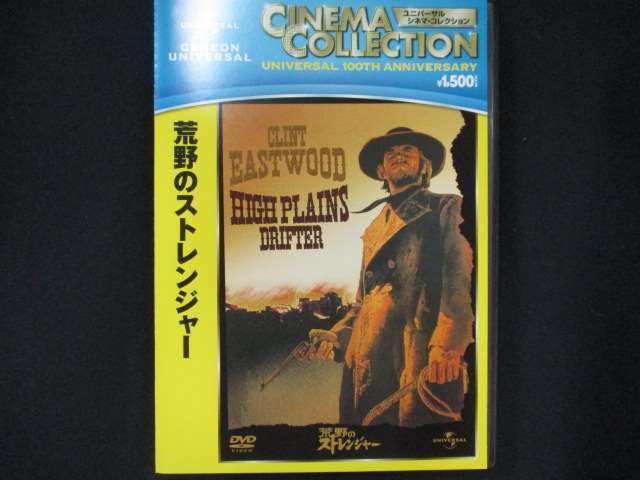 UNIVERSAL
GENEON
UNIVERSAL
CINEMA
COLLECTION
ユニバーサル
シネマ・コレクション
UNIVERSAL 100TH ANNIVERSARY
¥1,500
荒野のストレンジャー
CLINT
EASTWOOD
HIGH PLAINS
DRIFTER
DVD
VIDEO
荒野の
ストレンジャー
UNIVERSAL